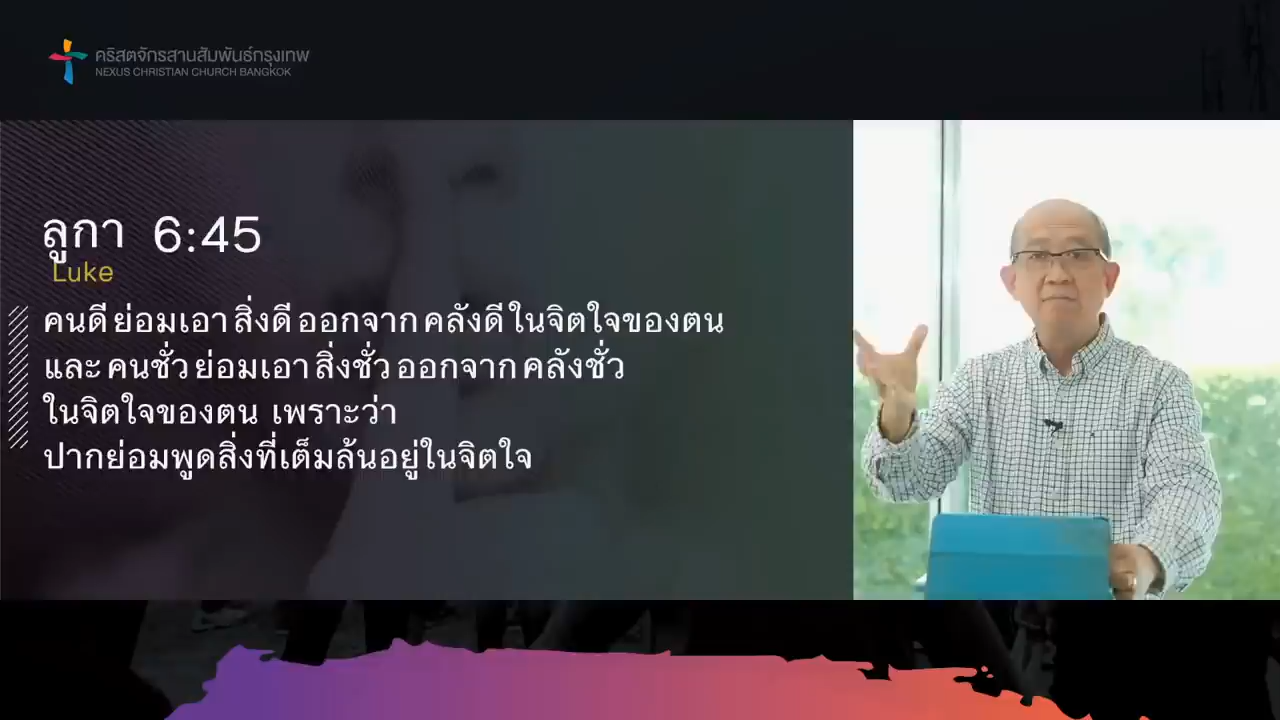 คริสตจักรสานสัมพันธ์กรุงเทพ
NEXUS CHRISTIAN CHURCH BANGKOK
ลูกา 6:45
Luke
คนดี ย่อมเอา สิ่งดี ออกจาก คลังดี ในจิตใจของตน
และ คนชั่ว ย่อมเอา สิ่งชั่ว ออกจาก คลังชั่ว
ในจิตใจของตน เพราะว่า
ปากย่อมพูดสิ่งที่เต็มล้นอยู่ในจิตใจ